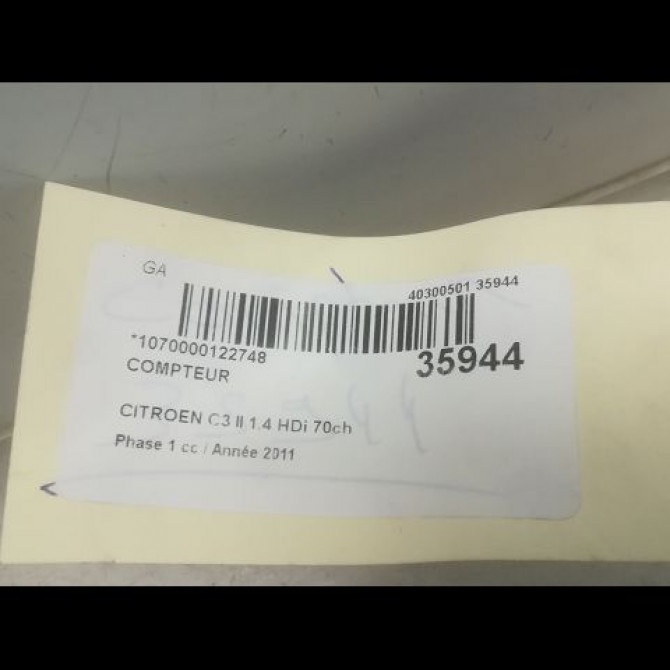 GA
40300501 35944
*1070000122748
35944
COMPTEUR
CITROEN C3 II 1.4 HDi 70ch
Phase 1 cc / Année 2011